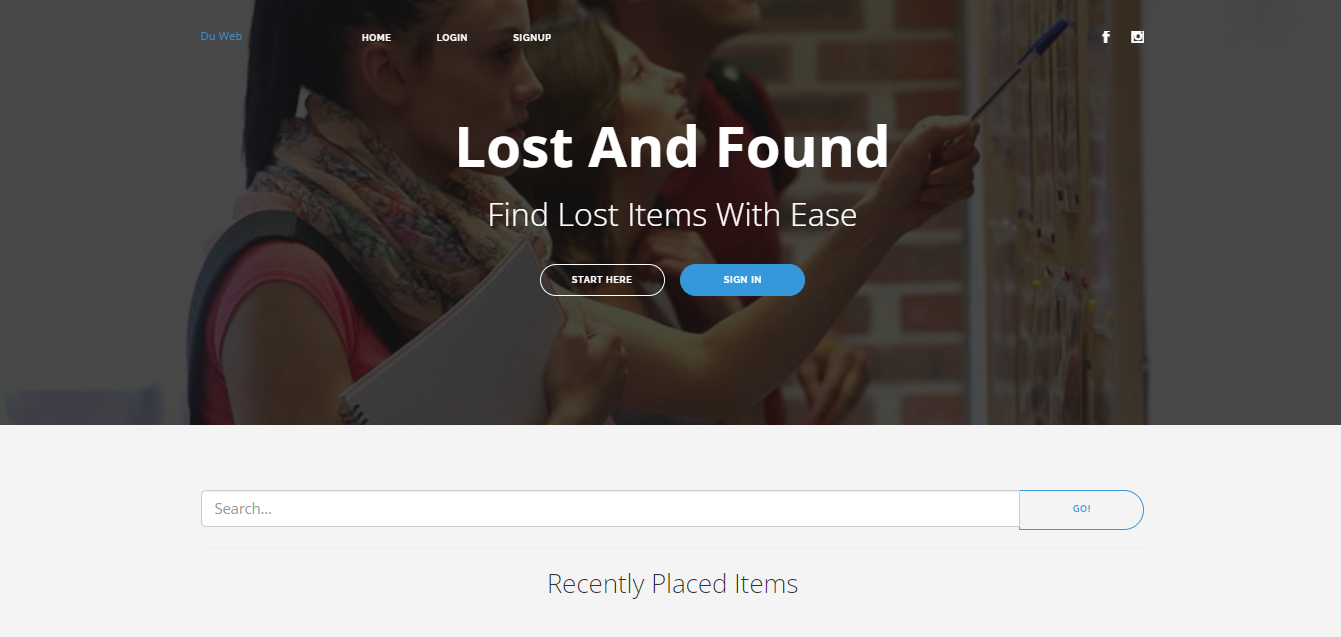 Du Web
HOME LOGIN SIGNUP
Lost And Found
Find Lost Items With Ease
START HERE SIGN IN
Search... GO!
Recently Placed Items